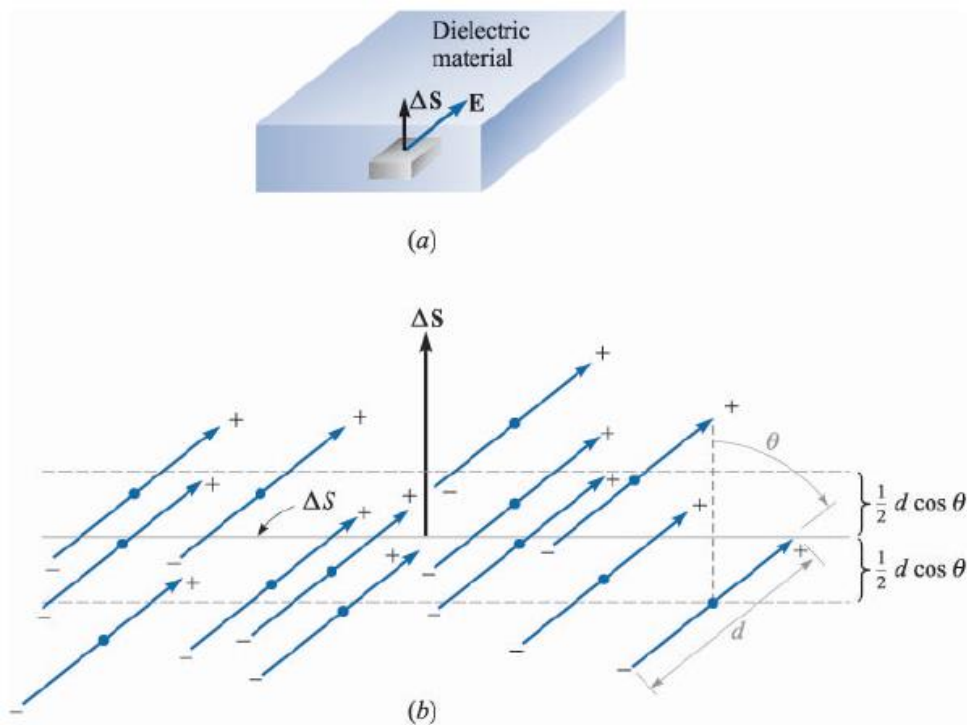 Dielectric
material
ΔS
E
(a)
ΔS
+
+
+
+
θ
+
+
+
ΔS
+
+
1/2 d cos θ
−
−
−
−
+
+
+
+
+
1/2 d cos θ
−
−
−
−
−
−
−
−
d
−
(b)